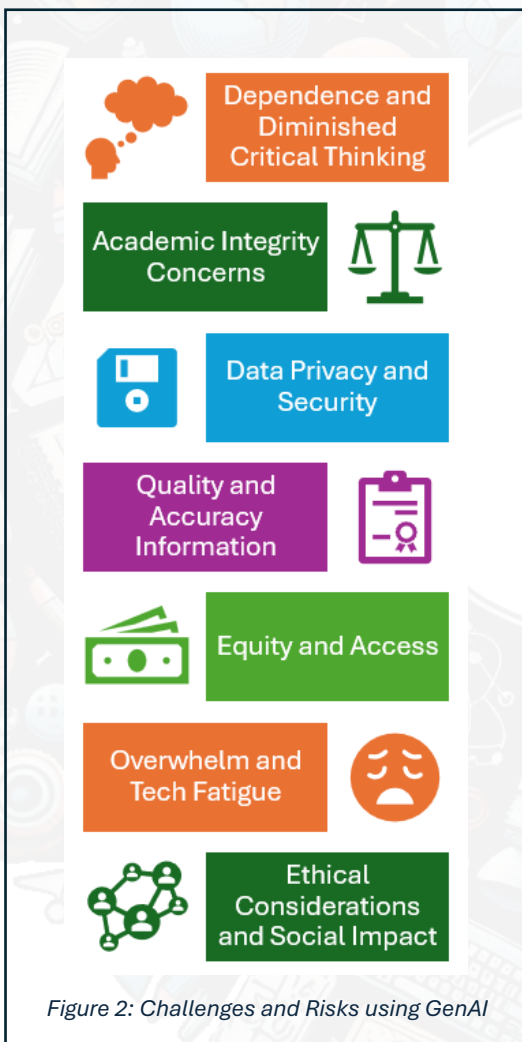 Dependence and
Diminished
Critical Thinking
Academic Integrity
Concerns
Data Privacy and
Security
Quality and
Accuracy
Information
Equity and Access
Overwhelm and
Tech Fatigue
Ethical
Considerations
and Social Impact
Figure 2: Challenges and Risks using GenAI